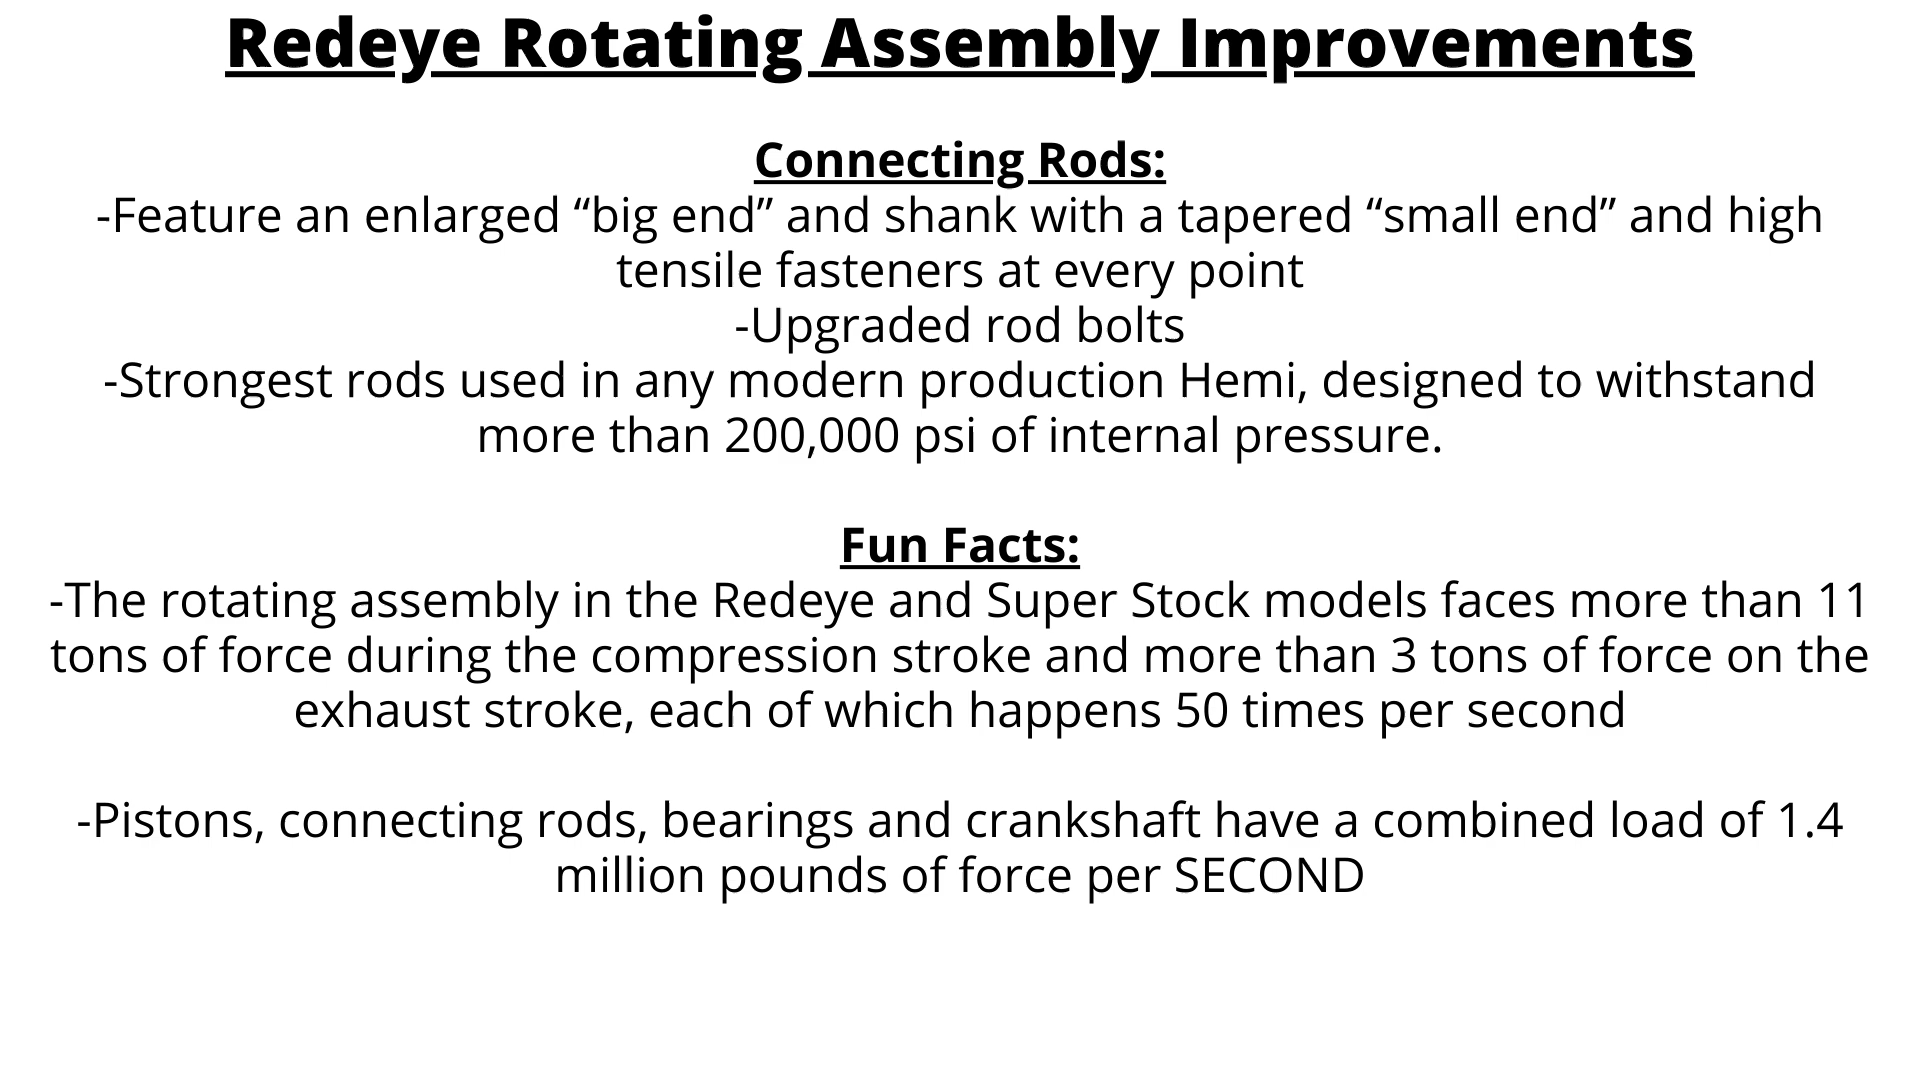 Redeye Rotating Assembly Improvements
Connecting Rods:
-Feature an enlarged “big end” and shank with a tapered “small end” and high
tensile fasteners at every point
-Upgraded rod bolts
-Strongest rods used in any modern production Hemi, designed to withstand
more than 200,000 psi of internal pressure.
Fun Facts:
-The rotating assembly in the Redeye and Super Stock models faces more than 11
tons of force during the compression stroke and more than 3 tons of force on the
exhaust stroke, each of which happens 50 times per second
-Pistons, connecting rods, bearings and crankshaft have a combined load of 1.4
million pounds of force per SECOND